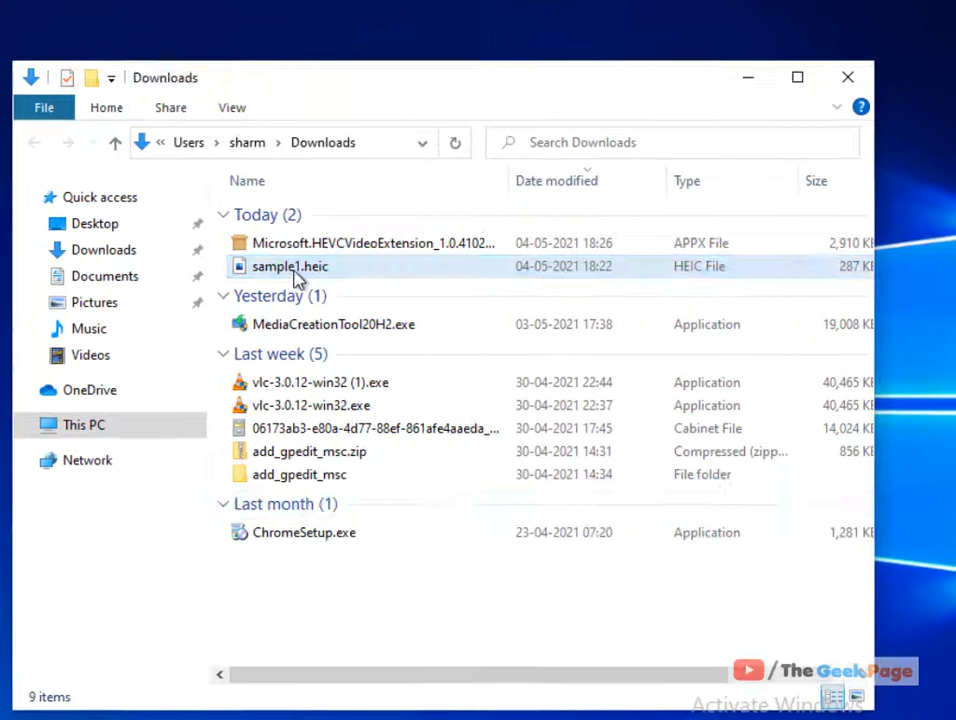 Downloads
File Home Share View
« Users › sharm › Downloads
Search Downloads
Name Date modified Type Size
Quick access
Desktop
Downloads
Documents
Pictures
Music
Videos
OneDrive
This PC
Network
Today (2)
Microsoft.HEVCVideoExtension_1.0.4102... 04-05-2021 18:26 APPX File 2,910 KB
sample1.heic 04-05-2021 18:22 HEIC File 287 KB
Yesterday (1)
MediaCreationTool20H2.exe 03-05-2021 17:38 Application 19,008 KB
Last week (5)
vlc-3.0.12-win32 (1).exe 30-04-2021 22:44 Application 40,465 KB
vlc-3.0.12-win32.exe 30-04-2021 22:37 Application 40,465 KB
06173ab3-e80a-4d77-88ef-861afe4aaeda_... 30-04-2021 17:45 Cabinet File 14,024 KB
add_gpedit_msc.zip 30-04-2021 14:31 Compressed (zipp... 856 KB
add_gpedit_msc 30-04-2021 14:34 File folder
Last month (1)
ChromeSetup.exe 23-04-2021 07:20 Application 1,281 KB
/ The GeekPage
9 items
Activate Windows